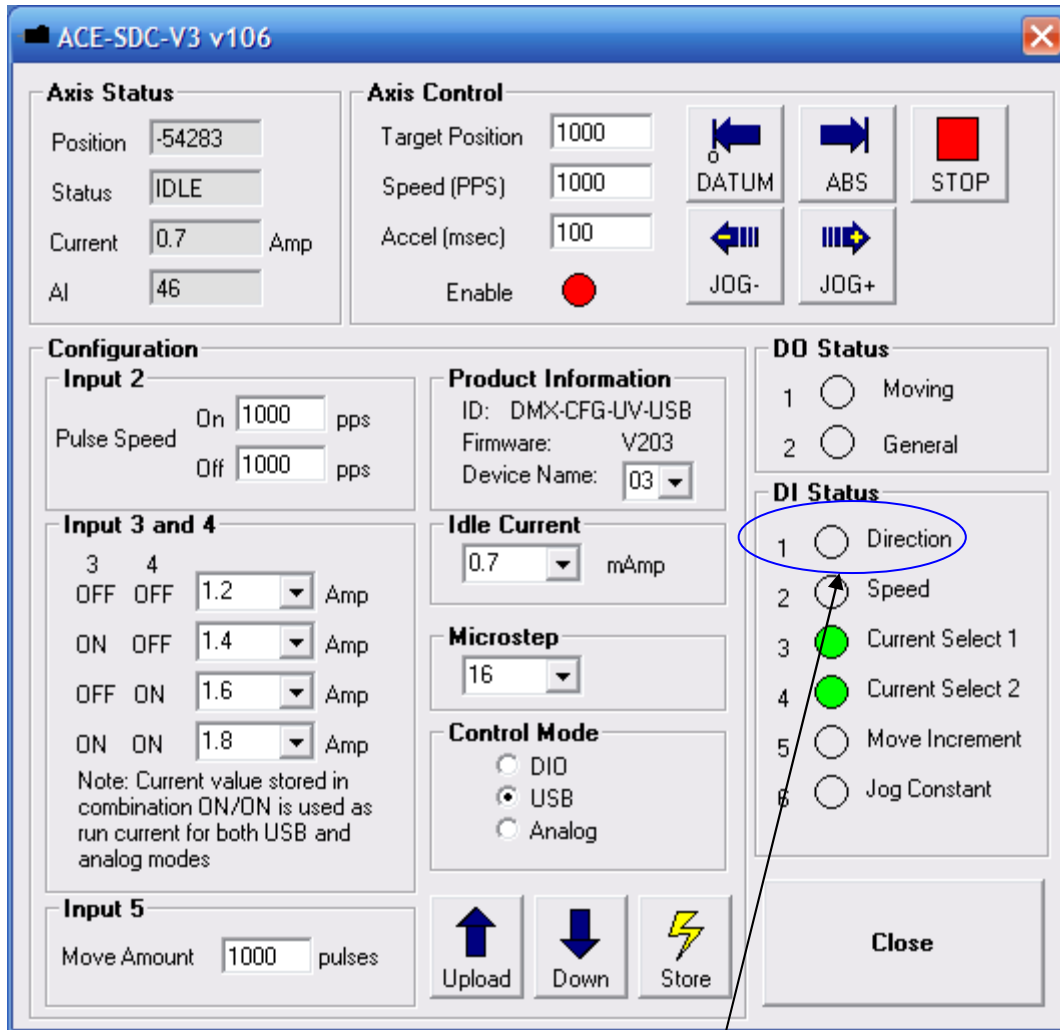 ACE-SDC-V3 v106
Axis Status
Position -54283
Status IDLE
Current 0.7 Amp
AI 46
Axis Control
Target Position 1000
Speed (PPS) 1000
Accel (msec) 100
Enable
DATUM
ABS
STOP
JOG-
JOG+
Configuration
Input 2
Pulse Speed
On 1000 pps
Off 1000 pps
Input 3 and 4
3 4
OFF OFF 1.2 Amp
ON OFF 1.4 Amp
OFF ON 1.6 Amp
ON ON 1.8 Amp
Note: Current value stored in
combination ON/ON is used as
run current for both USB and
analog modes
Input 5
Move Amount 1000 pulses
Product Information
ID: DMX-CFG-UV-USB
Firmware: V203
Device Name: 03
Idle Current
0.7 mAmp
Microstep
16
Control Mode
DIO
USB
Analog
Upload
Down
Store
DO Status
1 Moving
2 General
DI Status
1 Direction
2 Speed
3 Current Select 1
4 Current Select 2
5 Move Increment
6 Jog Constant
Close